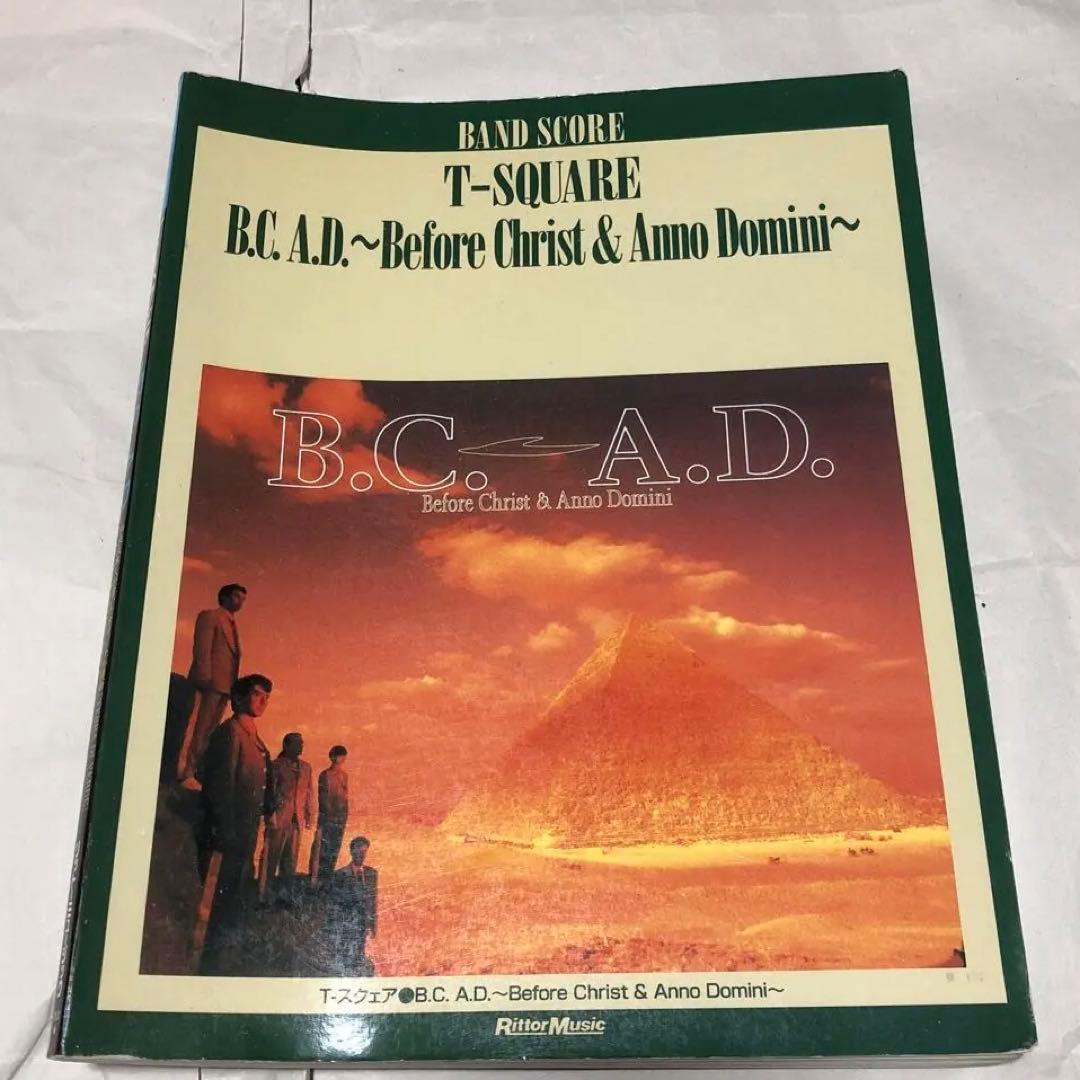 BAND SCORE
T-SQUARE
B.C. A.D.〜Before Christ & Anno Domini〜
B.C. A.D.
Before Christ & Anno Domini
T-スクェア●B.C. A.D.〜Before Christ & Anno Domini〜
RittorMusic